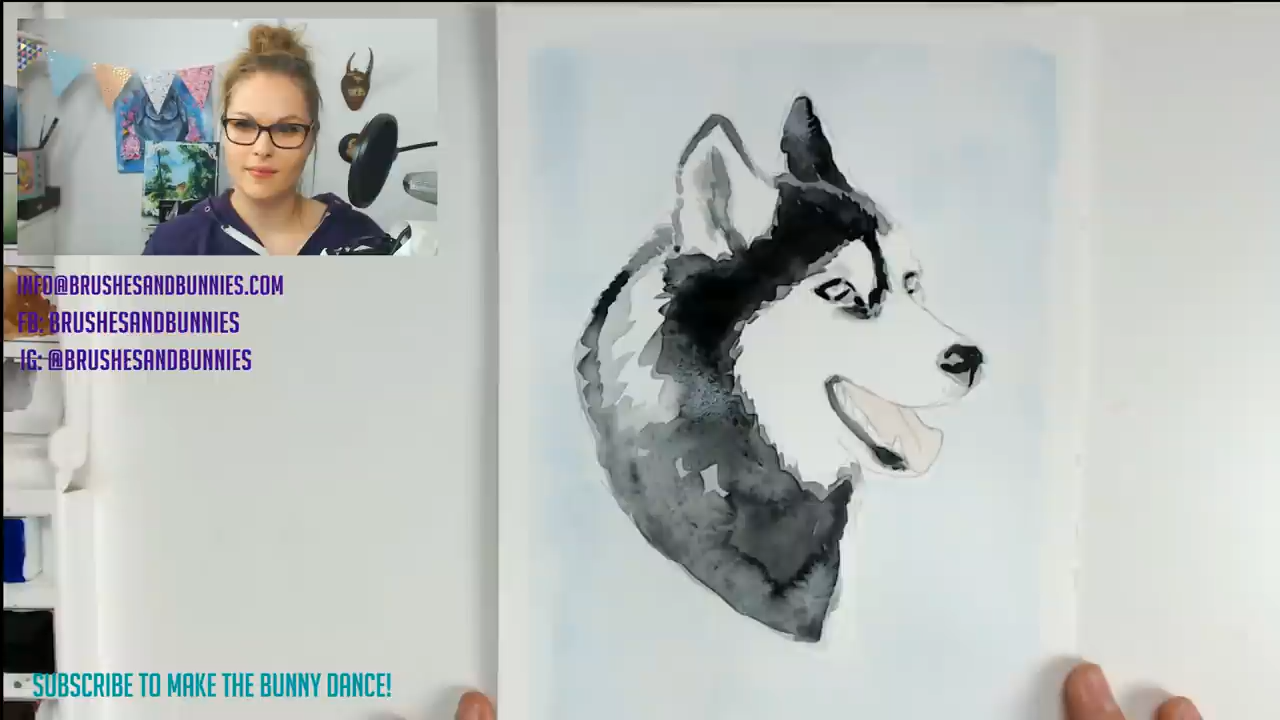 INFO@BRUSHESANDBUNNIES.COM
FB: BRUSHESANDBUNNIES
IG: @BRUSHESANDBUNNIES
SUBSCRIBE TO MAKE THE BUNNY DANCE!